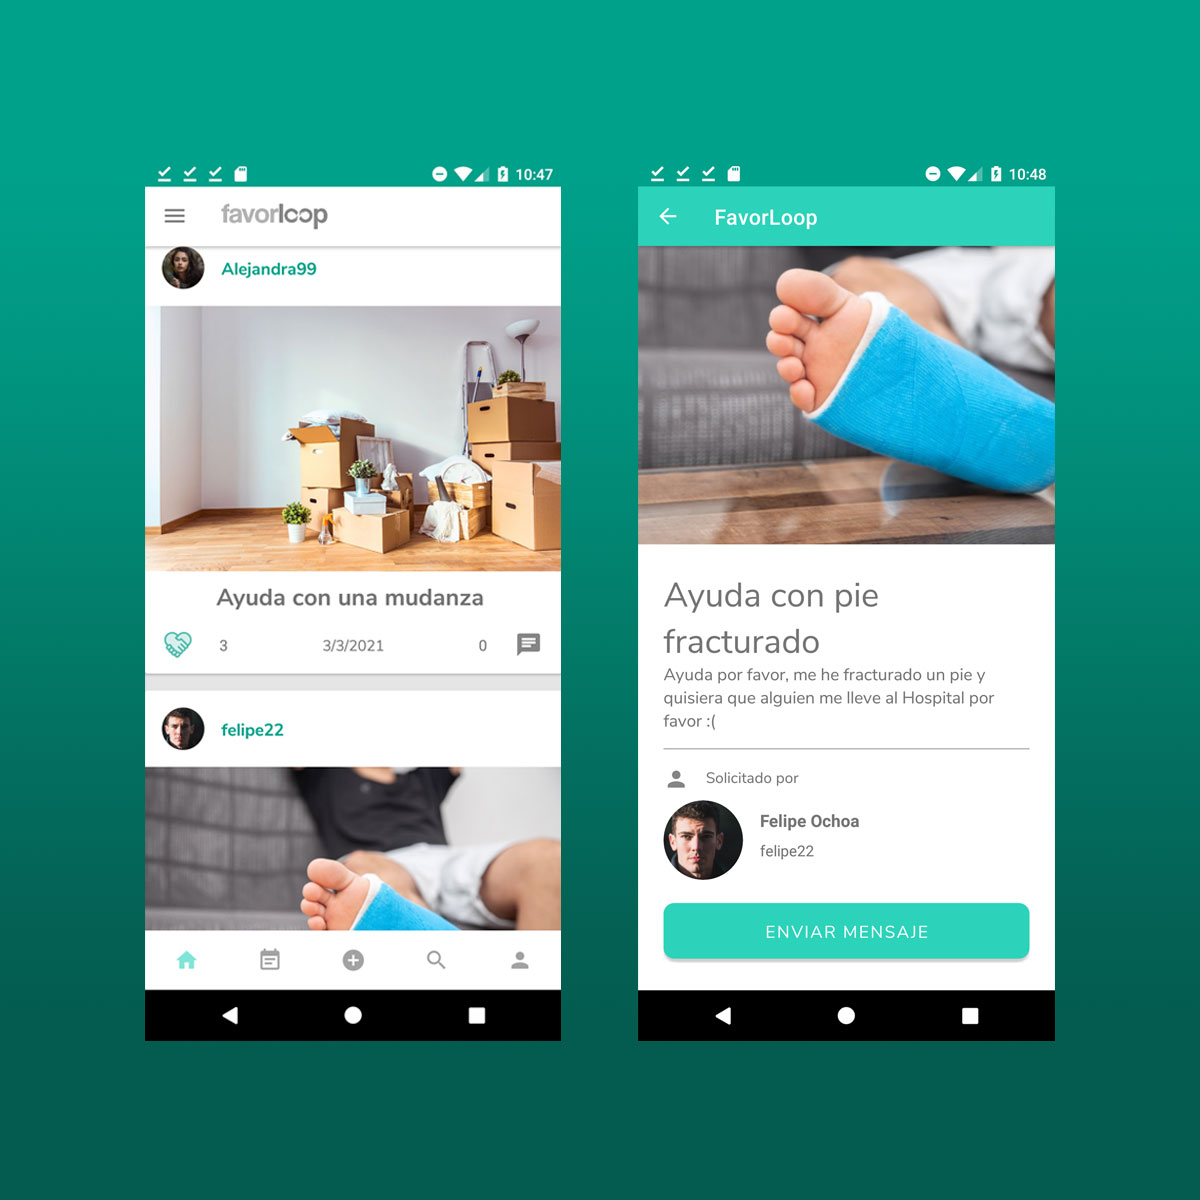 10:47
favorloop
Alejandra99
Ayuda con una mudanza
3
3/3/2021
0
felipe22
10:48
FavorLoop
Ayuda con pie
fracturado
Ayuda por favor, me he fracturado un pie y
quisiera que alguien me lleve al Hospital por
favor :(
Solicitado por
Felipe Ochoa
felipe22
ENVIAR MENSAJE